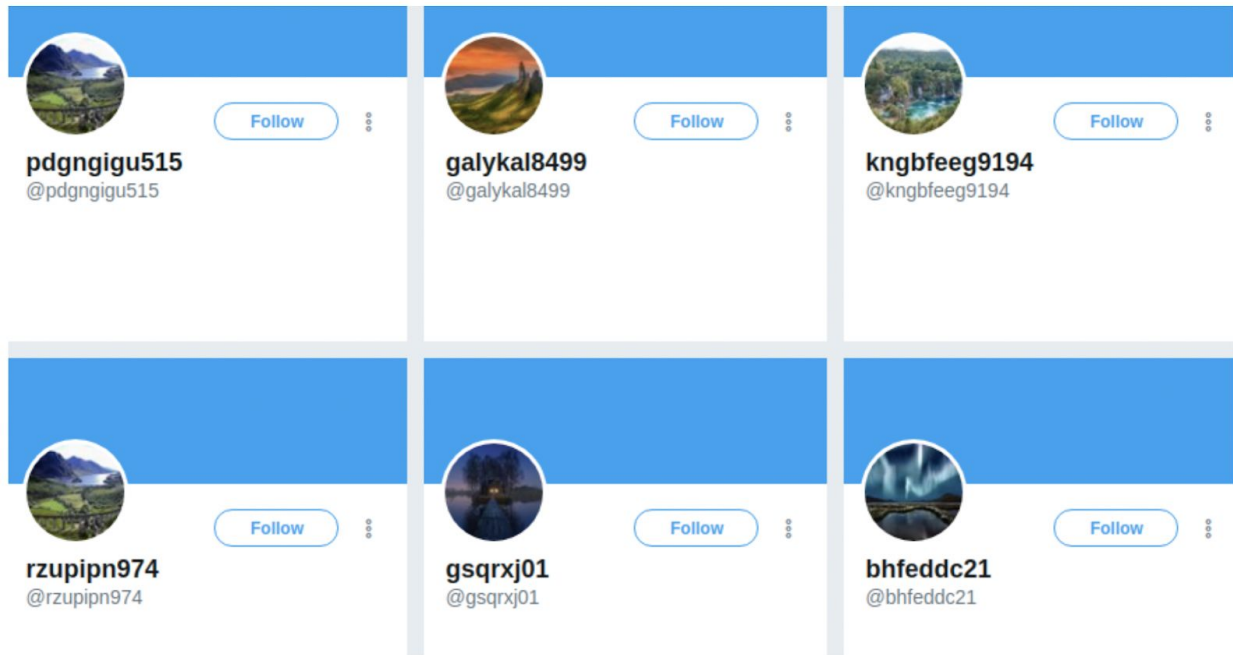 Follow
Follow
Follow
pdgngigu515
@pdgngigu515
galykal8499
@galykal8499
kngbfeeg9194
@kngbfeeg9194
Follow
Follow
Follow
rzupipn974
@rzupipn974
gsqrxj01
@gsqrxj01
bhfeddc21
@bhfeddc21